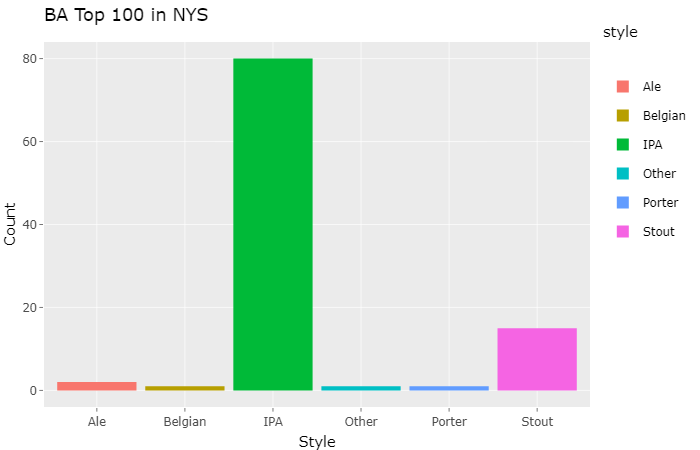 BA Top 100 in NYS
style
Ale
Belgian
IPA
Other
Porter
Stout
Count
80
60
40
20
0
Ale Belgian IPA Other Porter Stout
Style